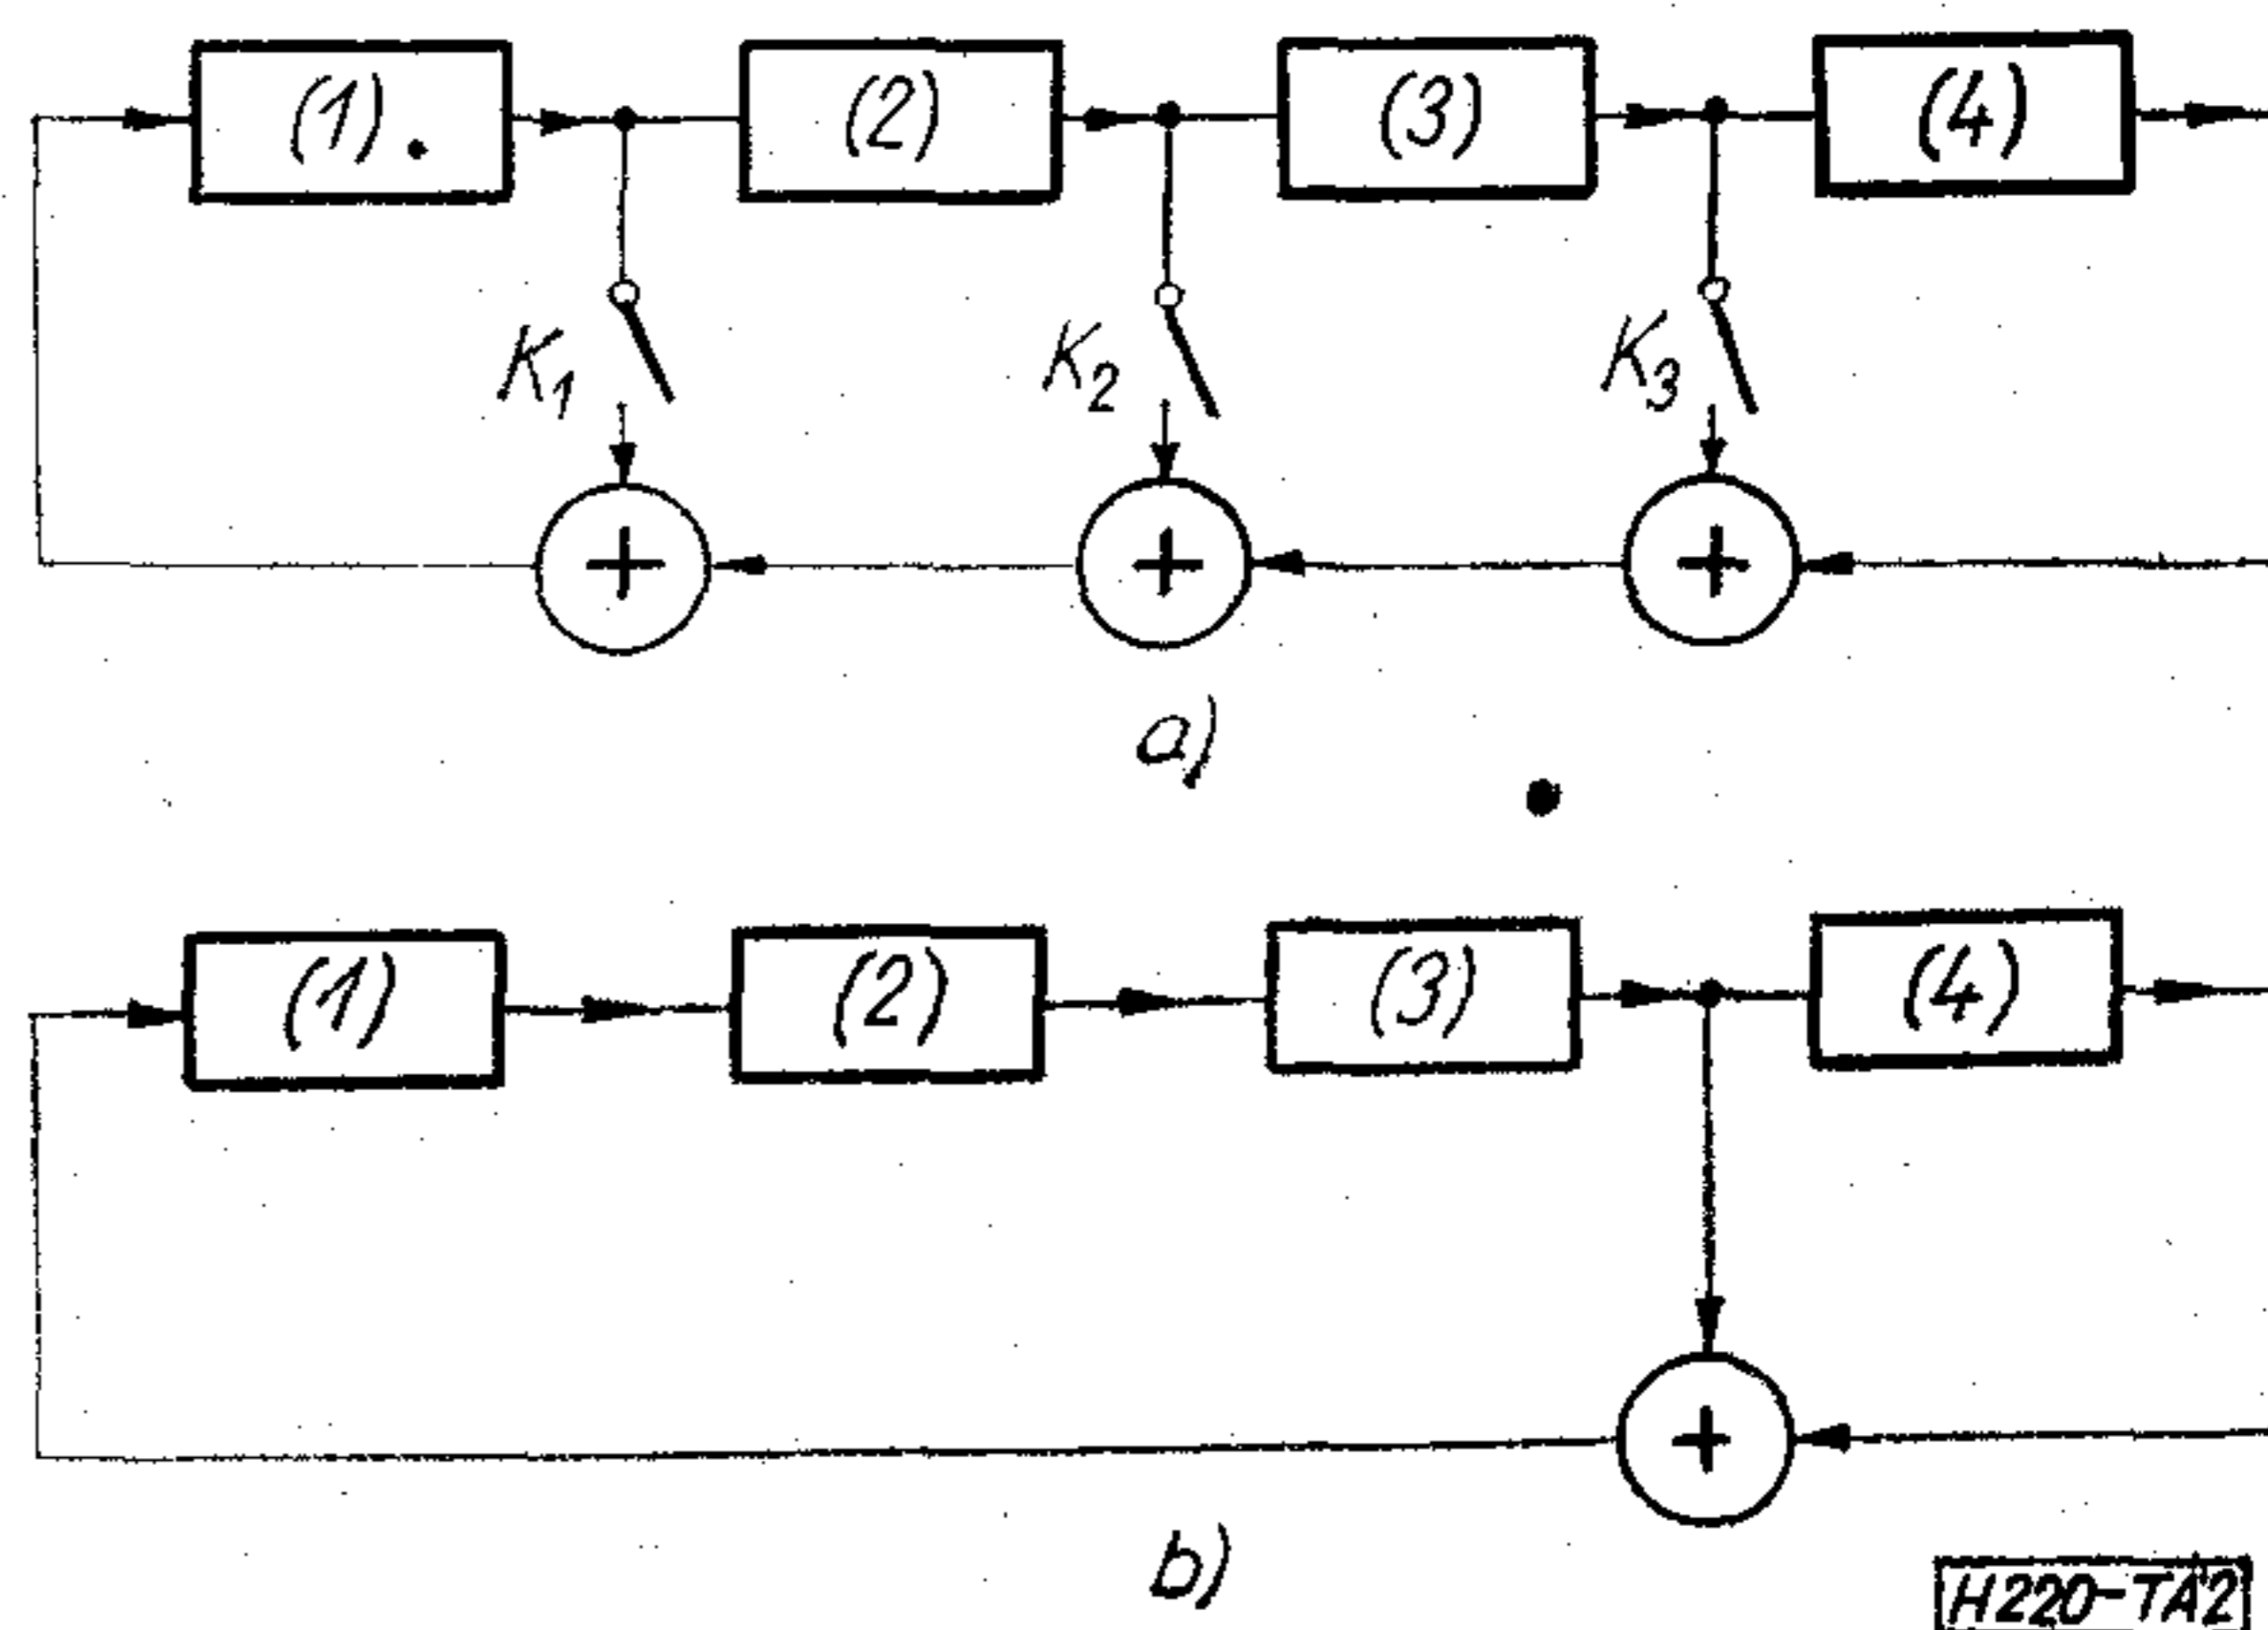 (1) (2) (3) (4)
K1 K2 K3
+ + +
a)
(1) (2) (3) (4)
+
b)
H220-TA2